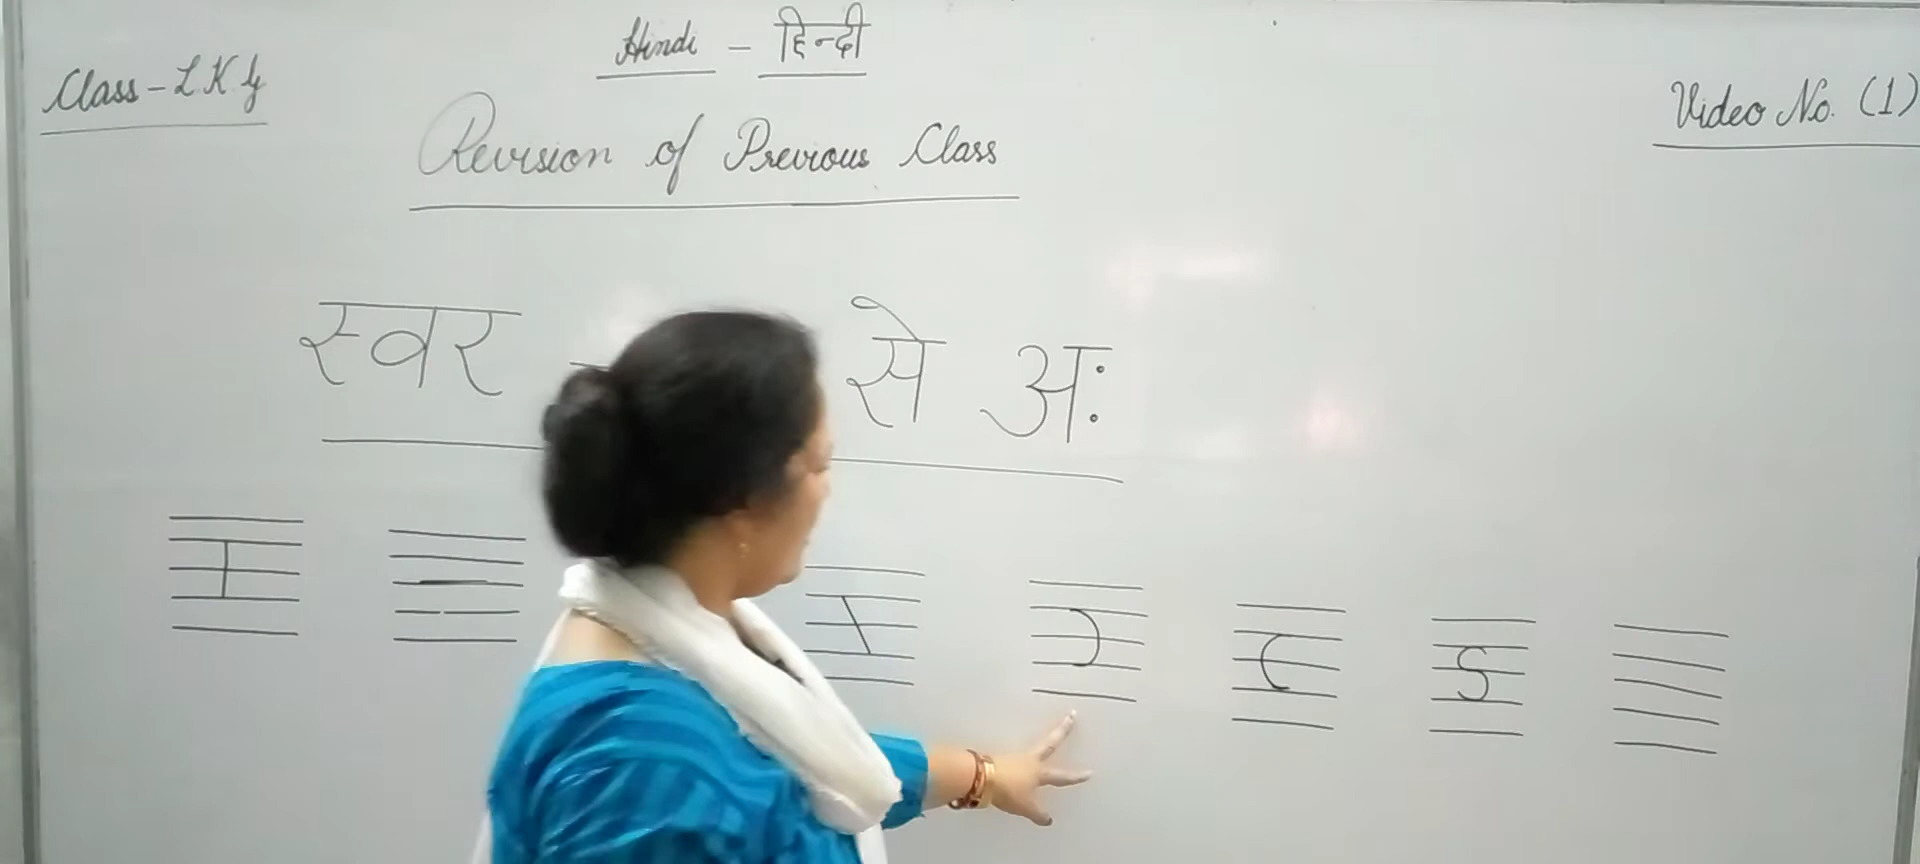 Hindi - हिन्दी
Class - L.K.G
Video No. (1)
Revision of Previous Class
स्वर - से अः